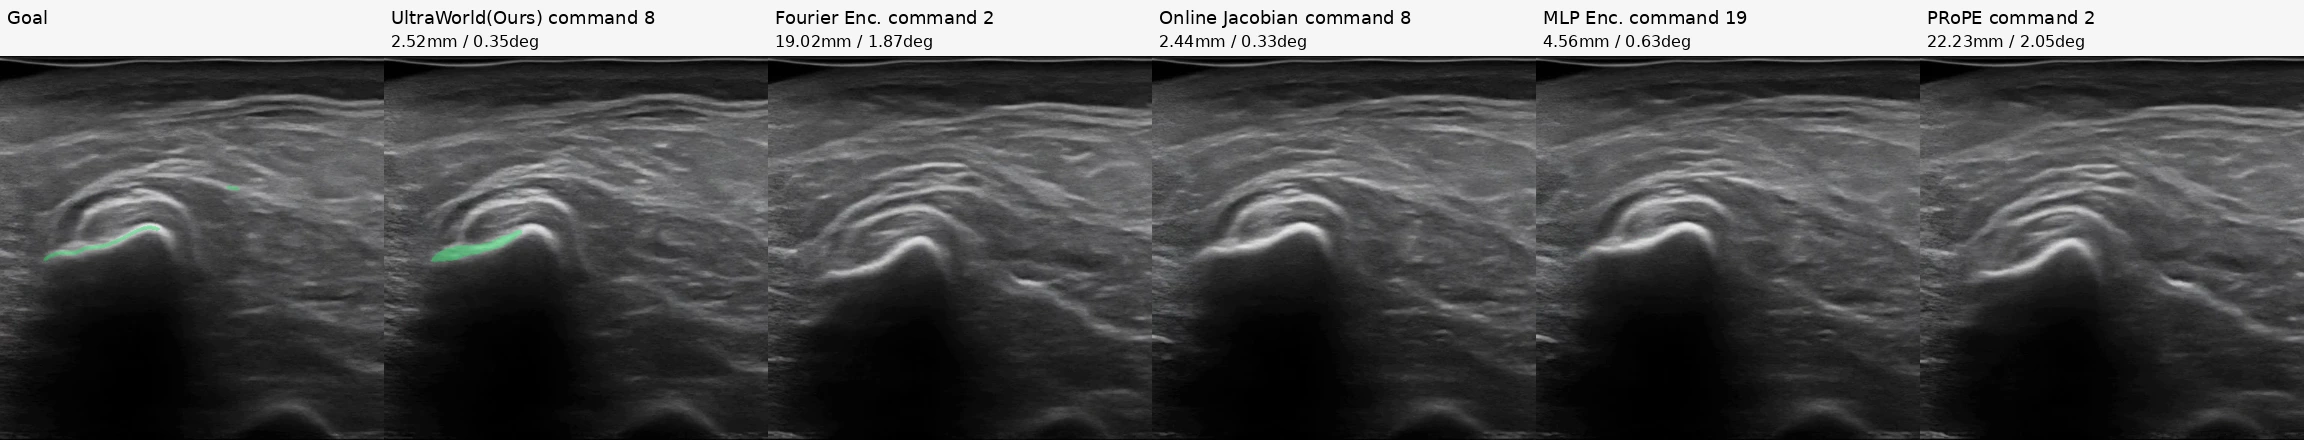 Goal
UltraWorld(Ours) command 8
2.52mm / 0.35deg
Fourier Enc. command 2
19.02mm / 1.87deg
Online Jacobian command 8
2.44mm / 0.33deg
MLP Enc. command 19
4.56mm / 0.63deg
PRoPE command 2
22.23mm / 2.05deg